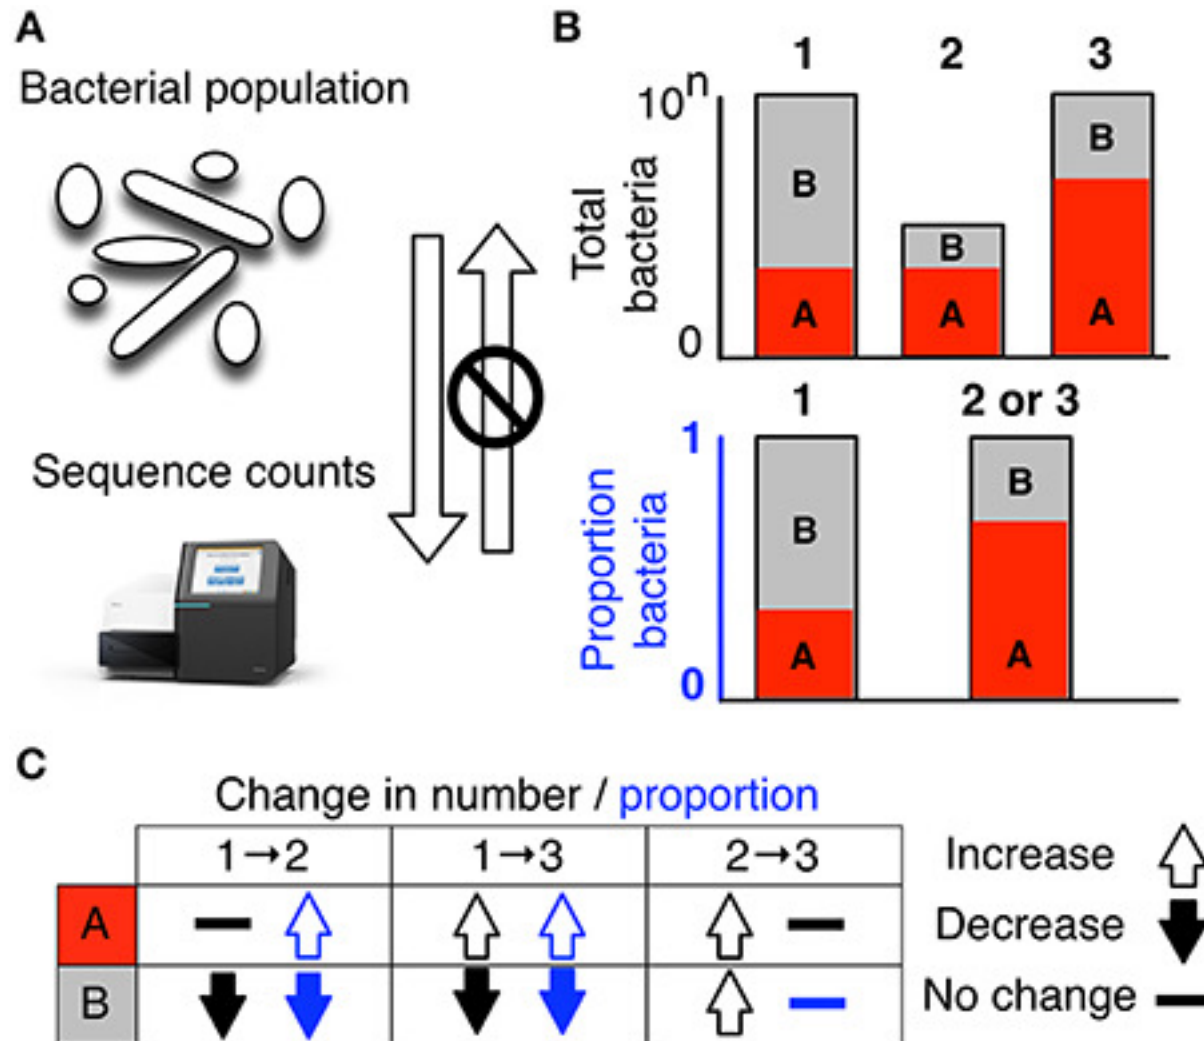 A
Bacterial population
Sequence counts
B
1 2 3
10n
Total
bacteria
0
B
A
B
A
B
A
1 2 or 3
1
Proportion
bacteria
0
B
A
B
A
C
Change in number / proportion
1→2 1→3 2→3
A
B
Increase
Decrease
No change